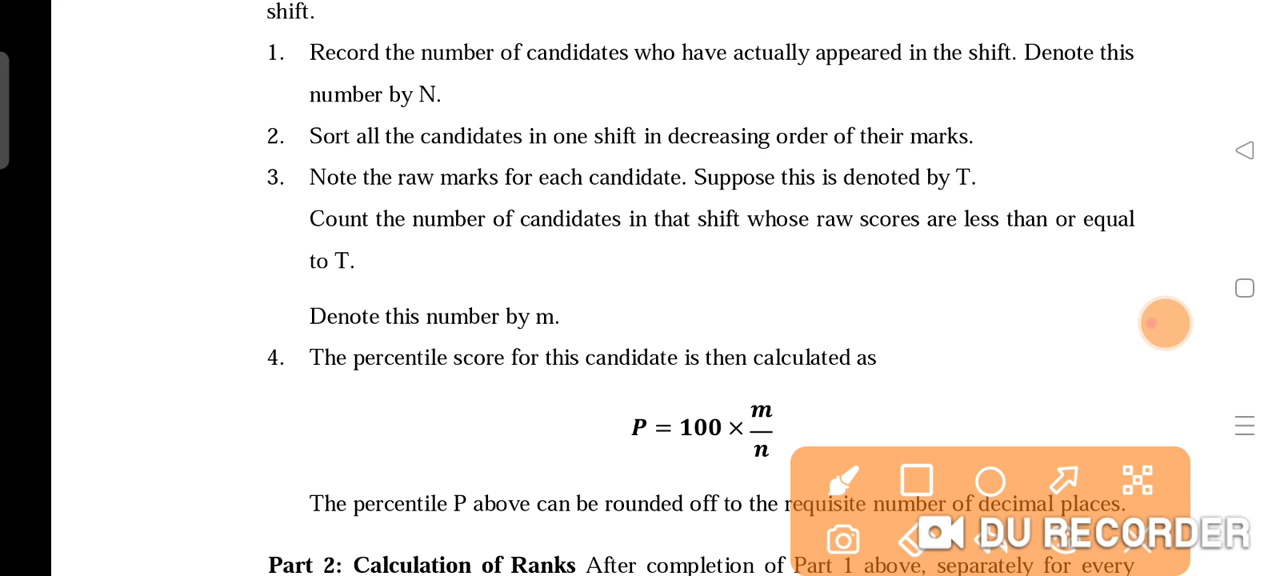 shift.
1. Record the number of candidates who have actually appeared in the shift. Denote this
number by N.
2. Sort all the candidates in one shift in decreasing order of their marks.
3. Note the raw marks for each candidate. Suppose this is denoted by T.
Count the number of candidates in that shift whose raw scores are less than or equal
to T.
Denote this number by m.
4. The percentile score for this candidate is then calculated as
P = 100 × m/n
The percentile P above can be rounded off to the requisite number of decimal places.
DU RECORDER
Part 2: Calculation of Ranks After completion of Part 1 above, separately for every